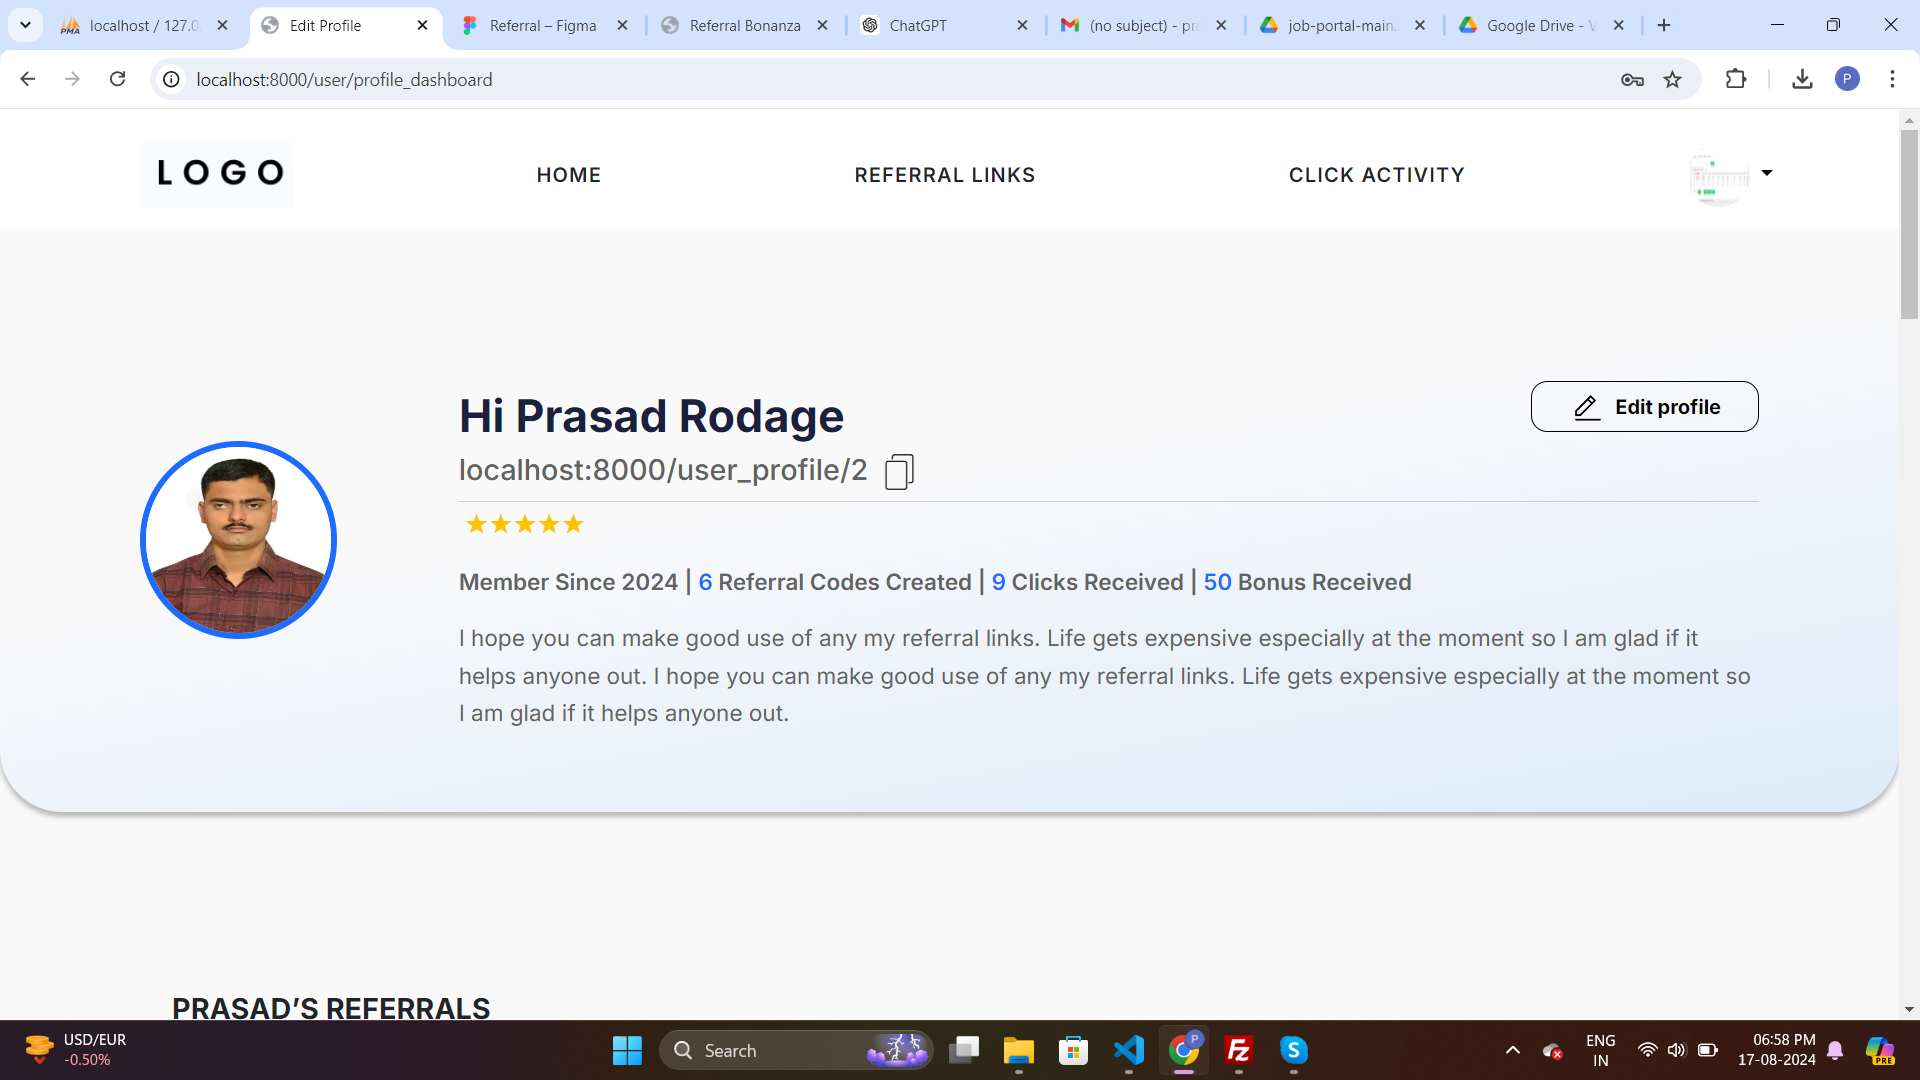 localhost / 127.0.
Edit Profile
Referral – Figma
Referral Bonanza
ChatGPT
(no subject) - pr
job-portal-main.
Google Drive - V
localhost:8000/user/profile_dashboard
P
LOGO
HOME
REFERRAL LINKS
CLICK ACTIVITY
Hi Prasad Rodage
Edit profile
localhost:8000/user_profile/2
Member Since 2024 | 6 Referral Codes Created | 9 Clicks Received | 50 Bonus Received
I hope you can make good use of any my referral links. Life gets expensive especially at the moment so I am glad if it
helps anyone out. I hope you can make good use of any my referral links. Life gets expensive especially at the moment so
I am glad if it helps anyone out.
PRASAD’S REFERRALS
USD/EUR
-0.50%
Search
P
Fz
S
ENG
IN
06:58 PM
17-08-2024
PRE